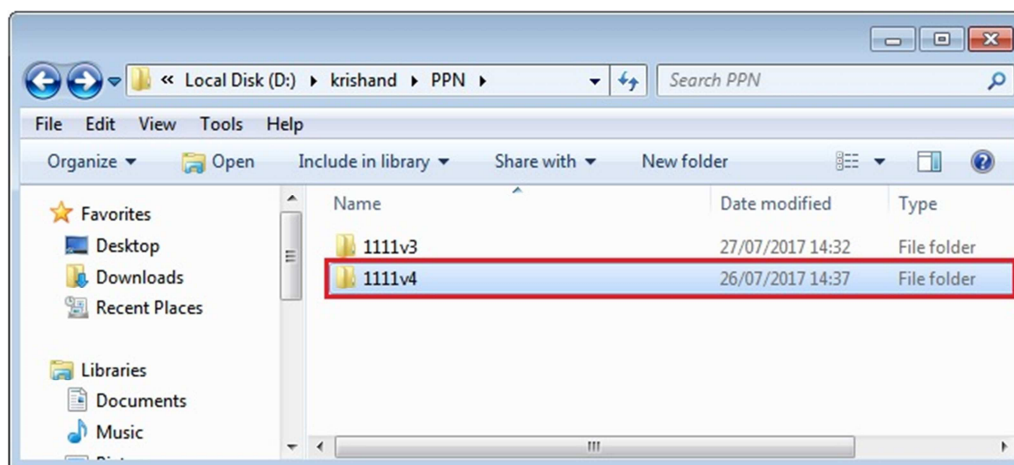 « Local Disk (D:) ▸ krishand ▸ PPN ▸ Search PPN
File Edit View Tools Help
Organize ▾ Open Include in library ▾ Share with ▾ New folder
Name Date modified Type
Favorites
Desktop 1111v3 27/07/2017 14:32 File folder
Downloads 1111v4 26/07/2017 14:37 File folder
Recent Places
Libraries
Documents
Music